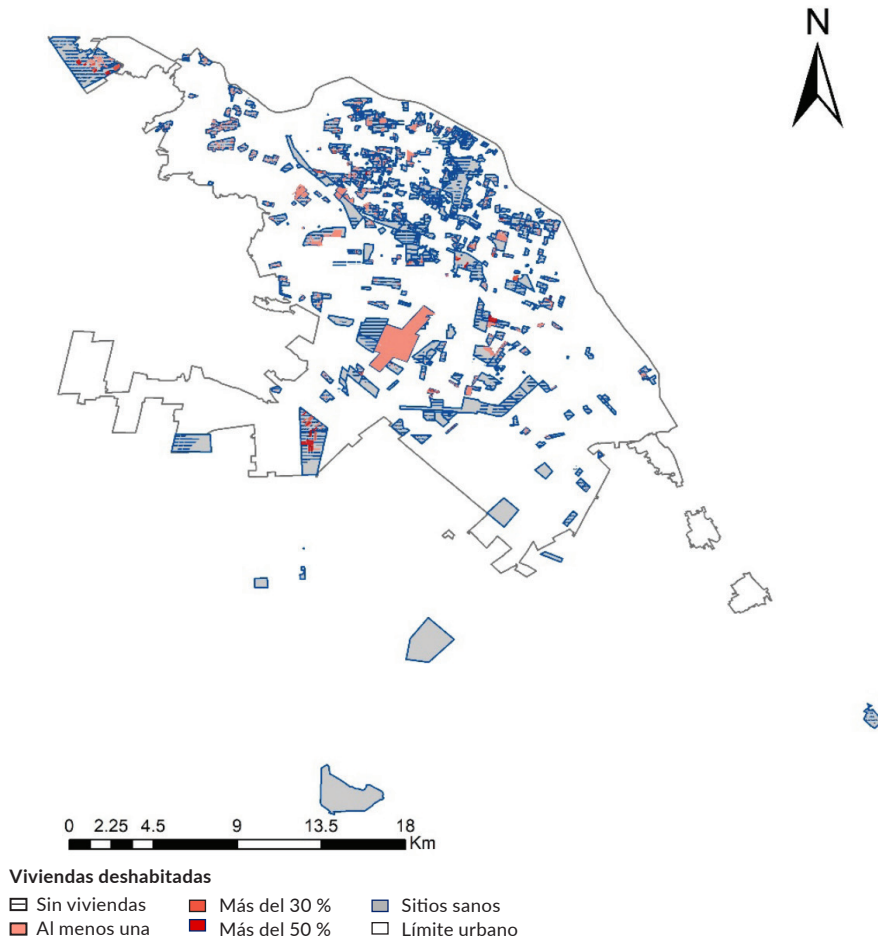 N
0 2.25 4.5 9 13.5 18
Km
Viviendas deshabitadas
Sin viviendas Más del 30 % Sitios sanos
Al menos una Más del 50 % Límite urbano